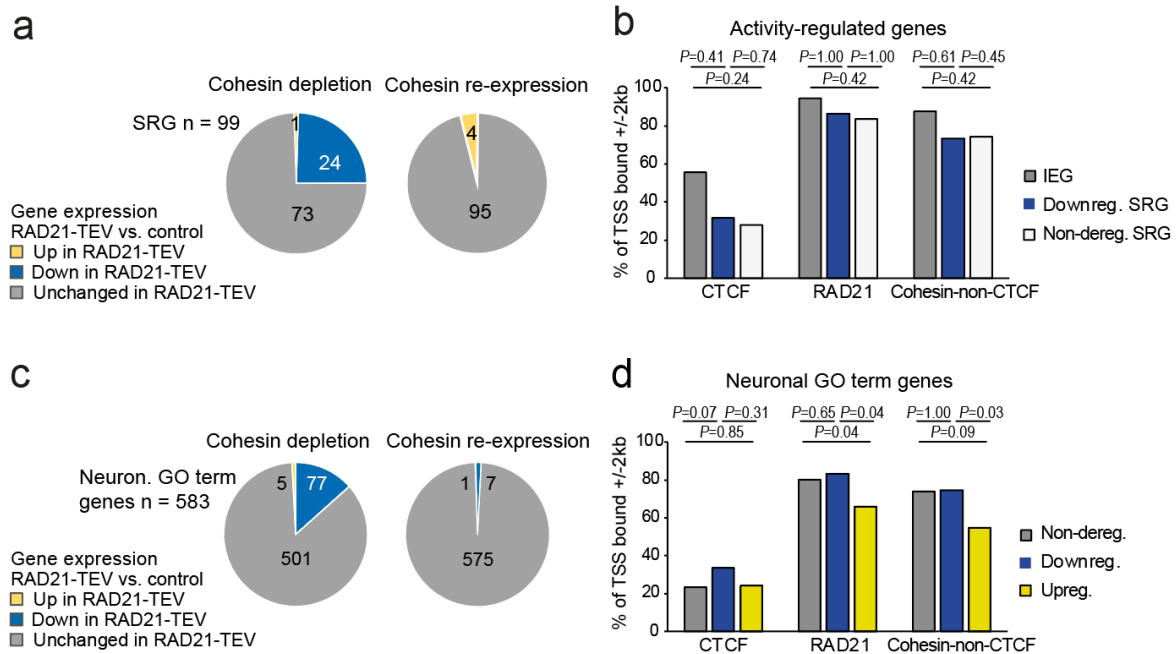 a
Cohesin depletion
Cohesin re-expression
SRG n = 99
1
24
73
4
95
Gene expression
RAD21-TEV vs. control
Up in RAD21-TEV
Down in RAD21-TEV
Unchanged in RAD21-TEV
b
Activity-regulated genes
P=0.41 P=0.74
P=0.24
P=1.00 P=1.00
P=0.42
P=0.61 P=0.45
P=0.42
% of TSS bound +/-2kb
100
80
60
40
20
0
CTCF
RAD21
Cohesin-non-CTCF
IEG
Downreg. SRG
Non-dereg. SRG
c
Cohesin depletion
Cohesin re-expression
Neuron. GO term
genes n = 583
5
77
501
1
7
575
Gene expression
RAD21-TEV vs. control
Up in RAD21-TEV
Down in RAD21-TEV
Unchanged in RAD21-TEV
d
Neuronal GO term genes
P=0.07 P=0.31
P=0.85
P=0.65 P=0.04
P=0.04
P=1.00 P=0.03
P=0.09
% of TSS bound +/-2kb
100
80
60
40
20
0
CTCF
RAD21
Cohesin-non-CTCF
Non-dereg.
Downreg.
Upreg.